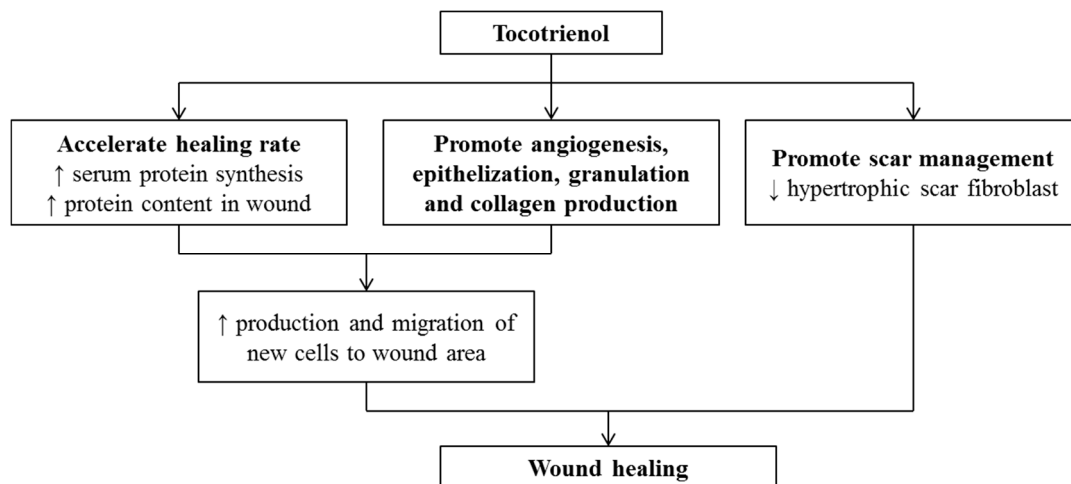 Tocotrienol
Accelerate healing rate
↑ serum protein synthesis
↑ protein content in wound
Promote angiogenesis,
epithelization, granulation
and collagen production
Promote scar management
↓ hypertrophic scar fibroblast
↑ production and migration of
new cells to wound area
Wound healing